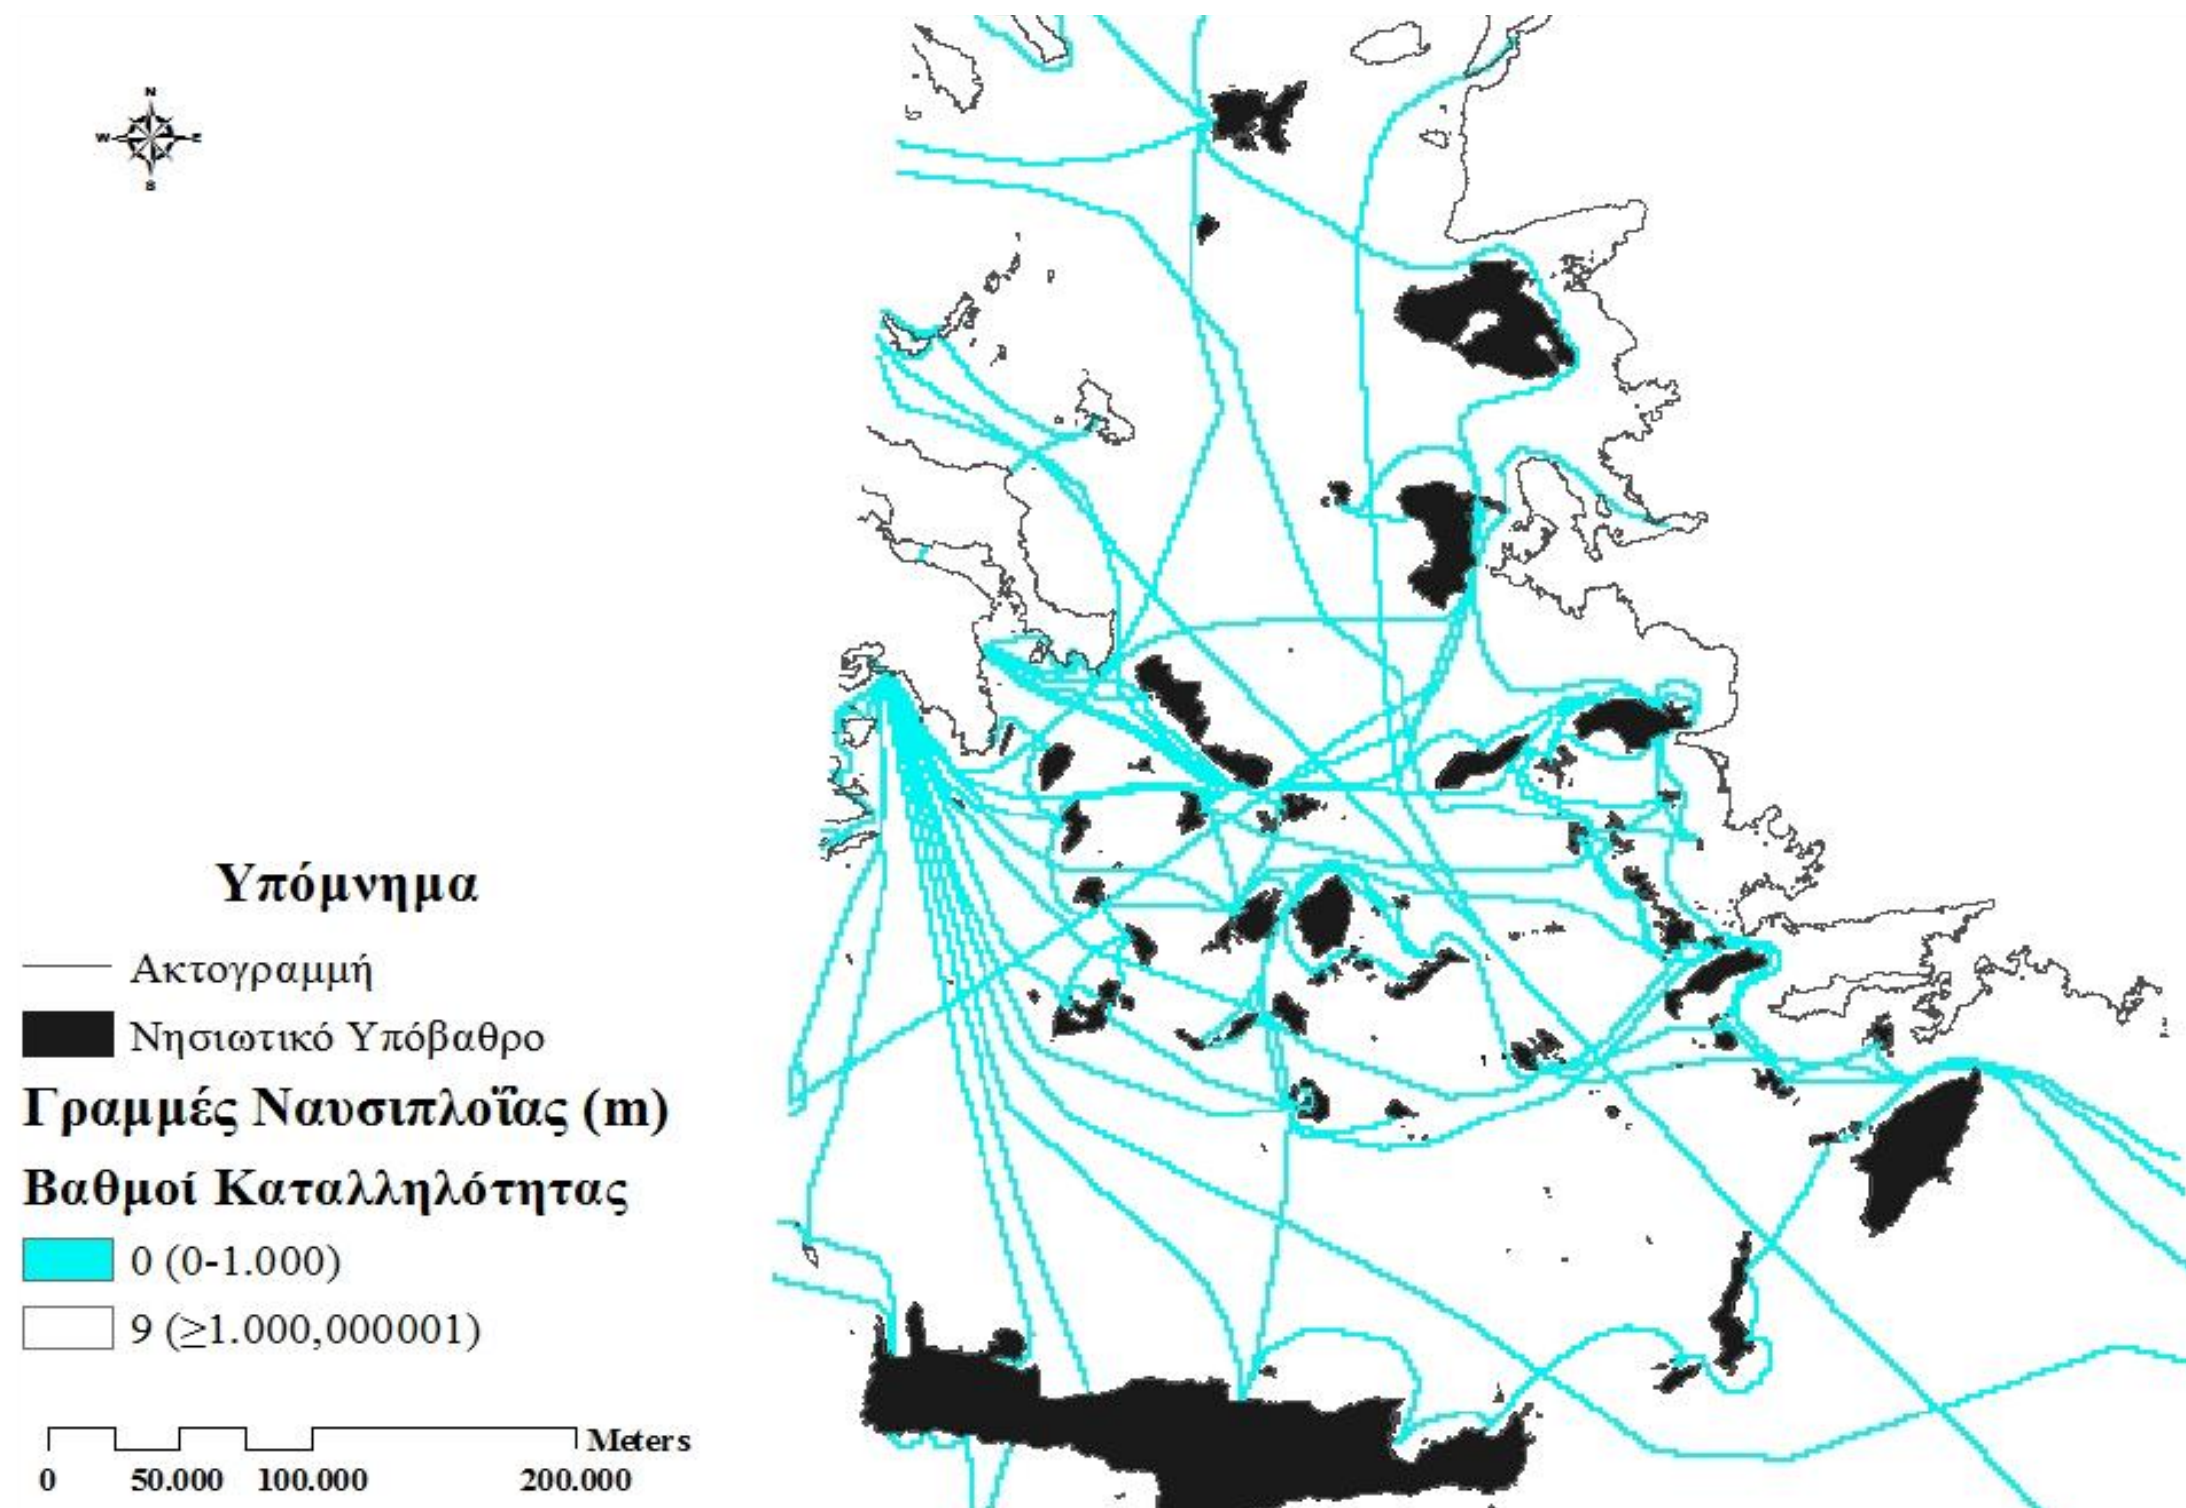 N
W E
S
Υπόμνημα
Ακτογραμμή
Νησιωτικό Υπόβαθρο
Γραμμές Ναυσιπλοΐας (m)
Βαθμοί Καταλληλότητας
0 (0-1.000)
9 (≥1.000,000001)
Meters
0 50.000 100.000 200.000